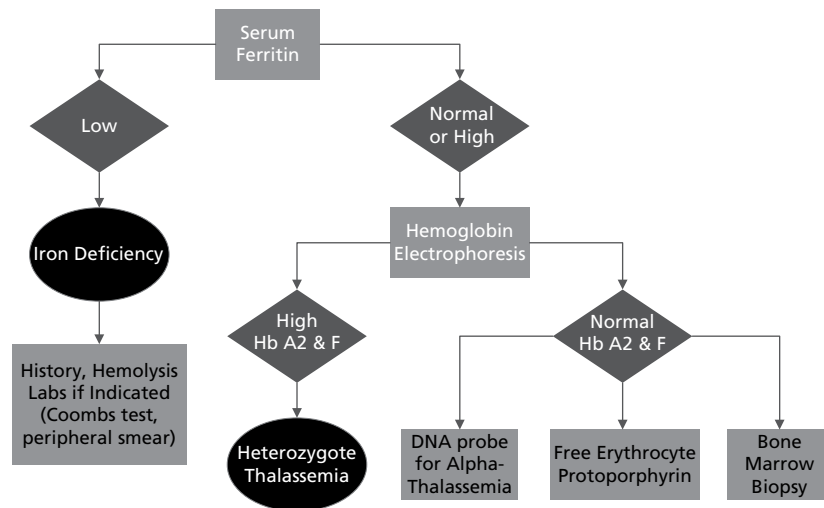 Serum
Ferritin
Low
Normal
or High
Iron Deficiency
Hemoglobin
Electrophoresis
High
Hb A2 & F
Normal
Hb A2 & F
History, Hemolysis
Labs if Indicated
(Coombs test,
peripheral smear)
Heterozygote
Thalassemia
DNA probe
for Alpha-
Thalassemia
Free Erythrocyte
Protoporphyrin
Bone
Marrow
Biopsy